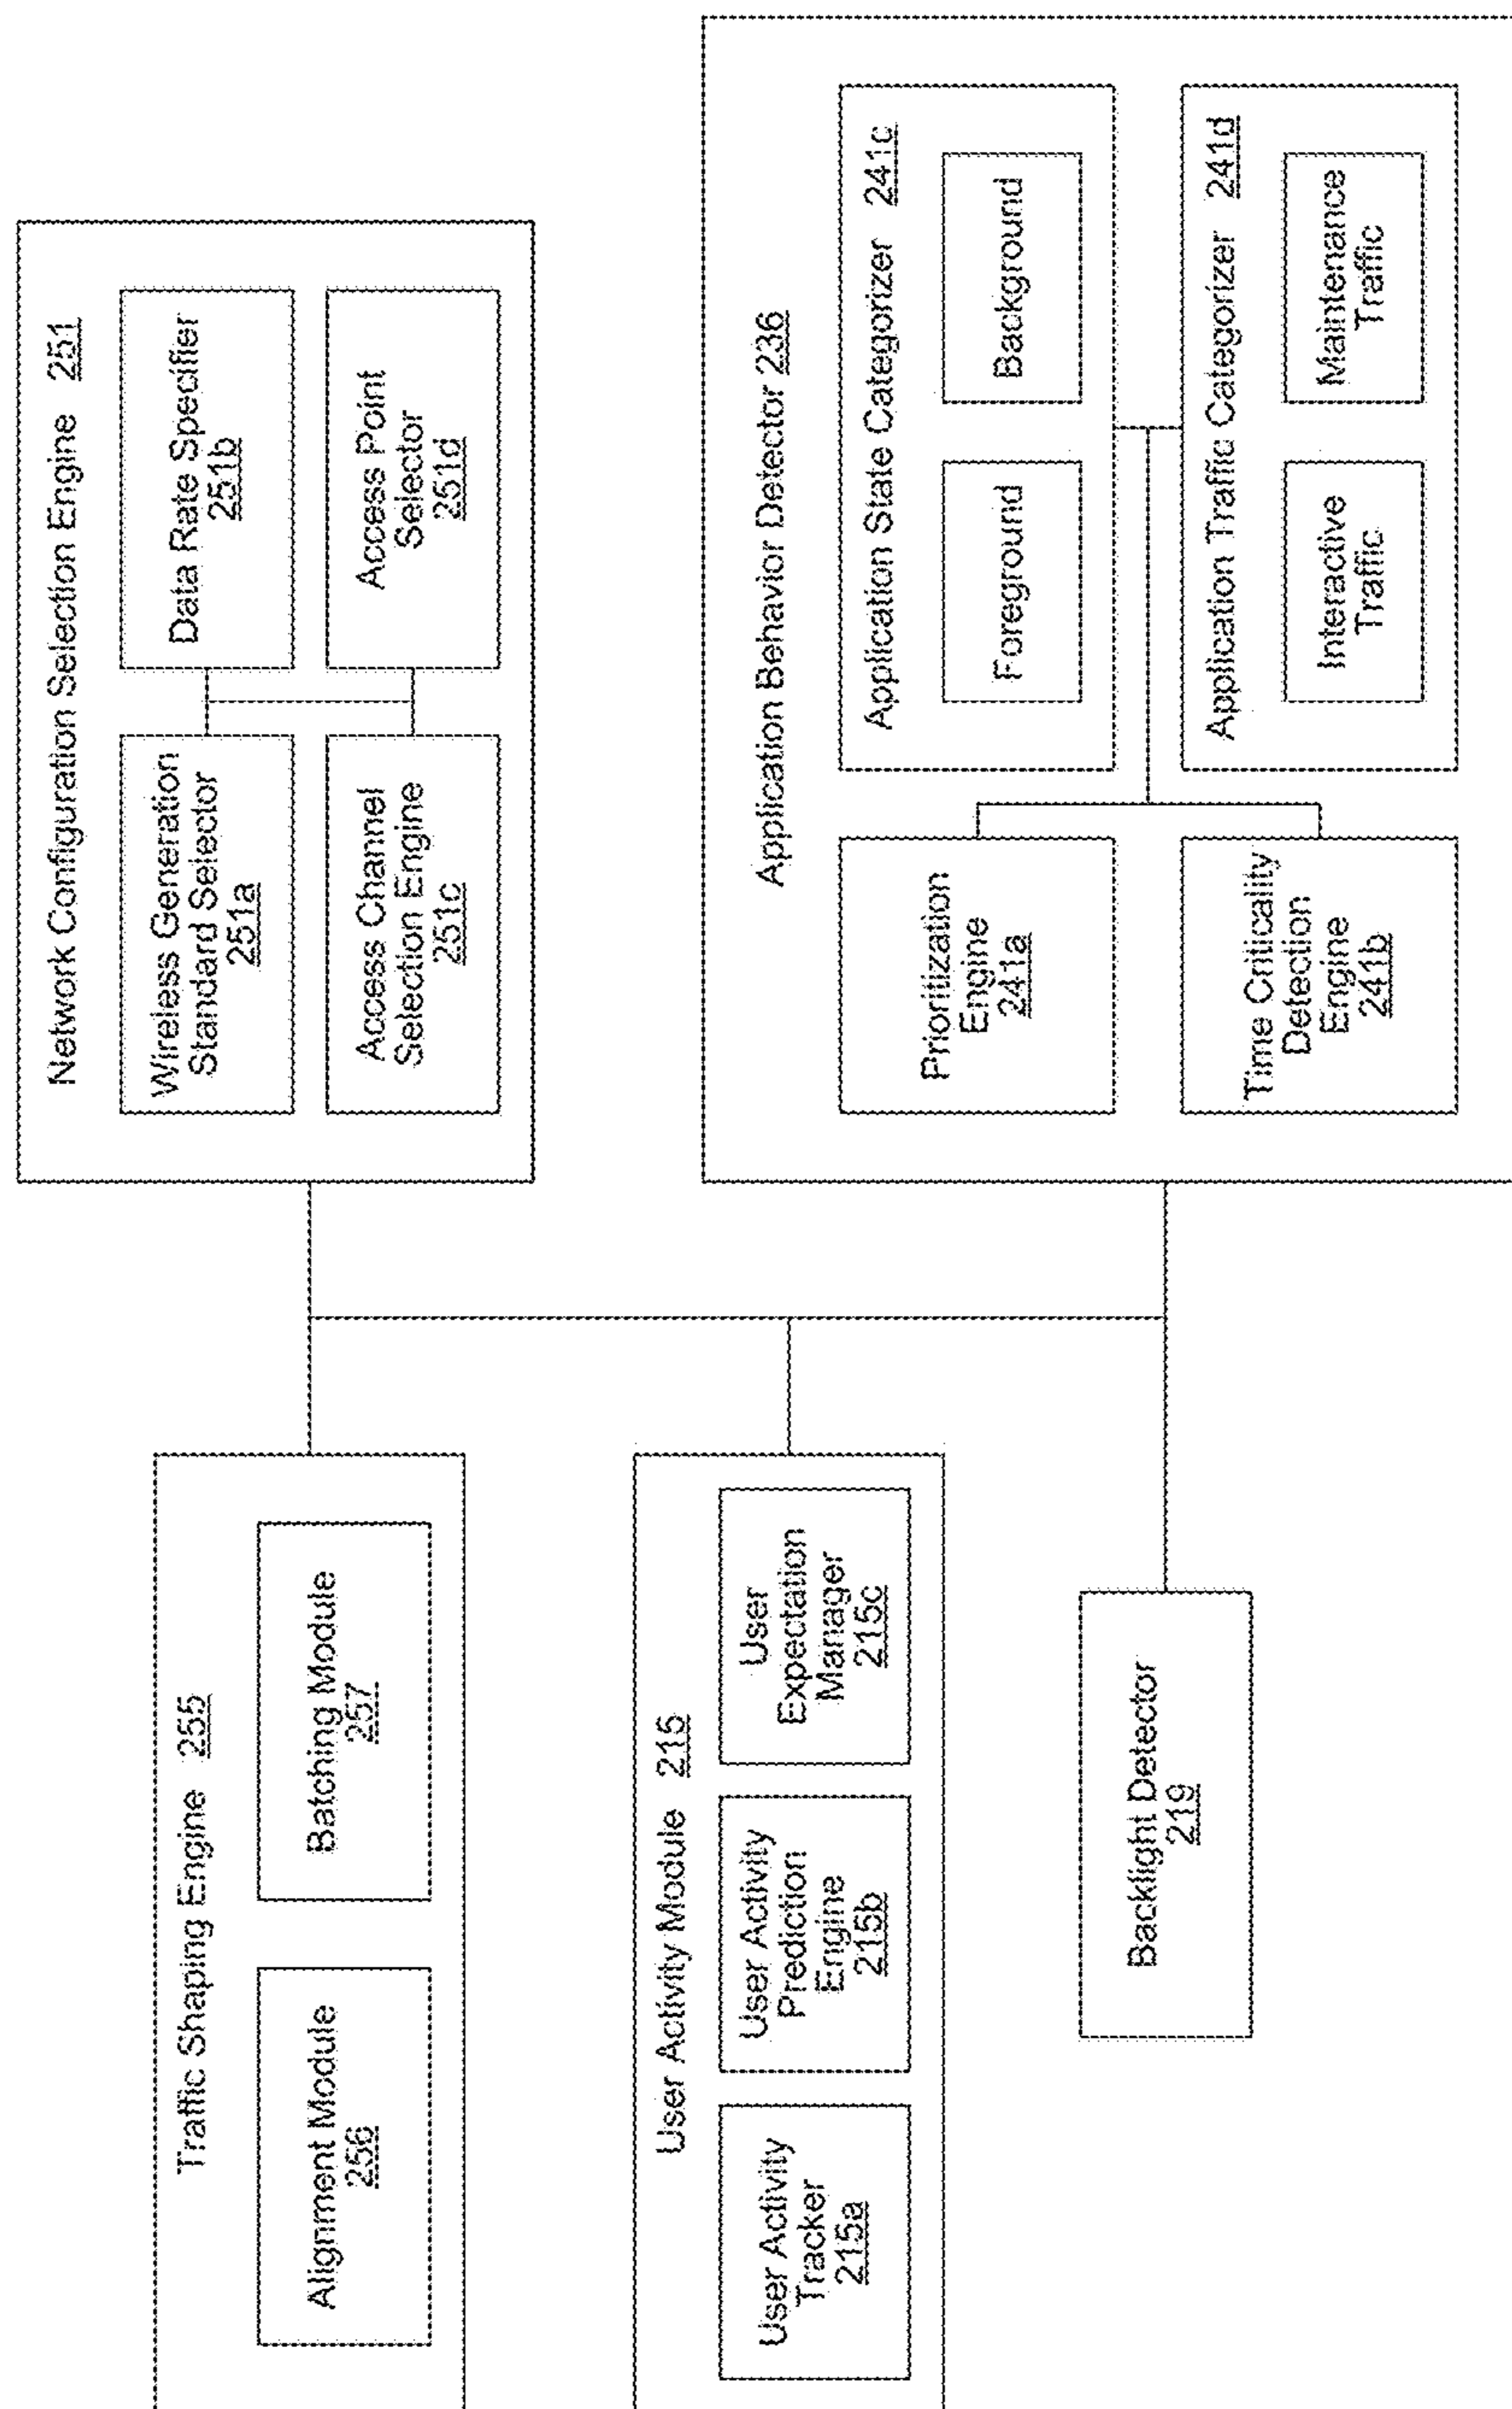 Traffic Shaping Engine 255
Alignment Module
256
Batching Module
257
User Activity Module 215
User Activity
Tracker
215a
User Activity
Prediction
Engine
215b
User
Expectation
Manager
215c
Backlight Detector
219
Network Configuration Selection Engine 251
Wireless Generation
Standard Selector
251a
Data Rate Specifier
251b
Access Channel
Selection Engine
251c
Access Point
Selector
251d
Application Behavior Detector 236
Prioritization
Engine
241a
Time Criticality
Detection
Engine
241b
Application State Categorizer 241c
Foreground
Background
Application Traffic Categorizer 241d
Interactive
Traffic
Maintenance
Traffic